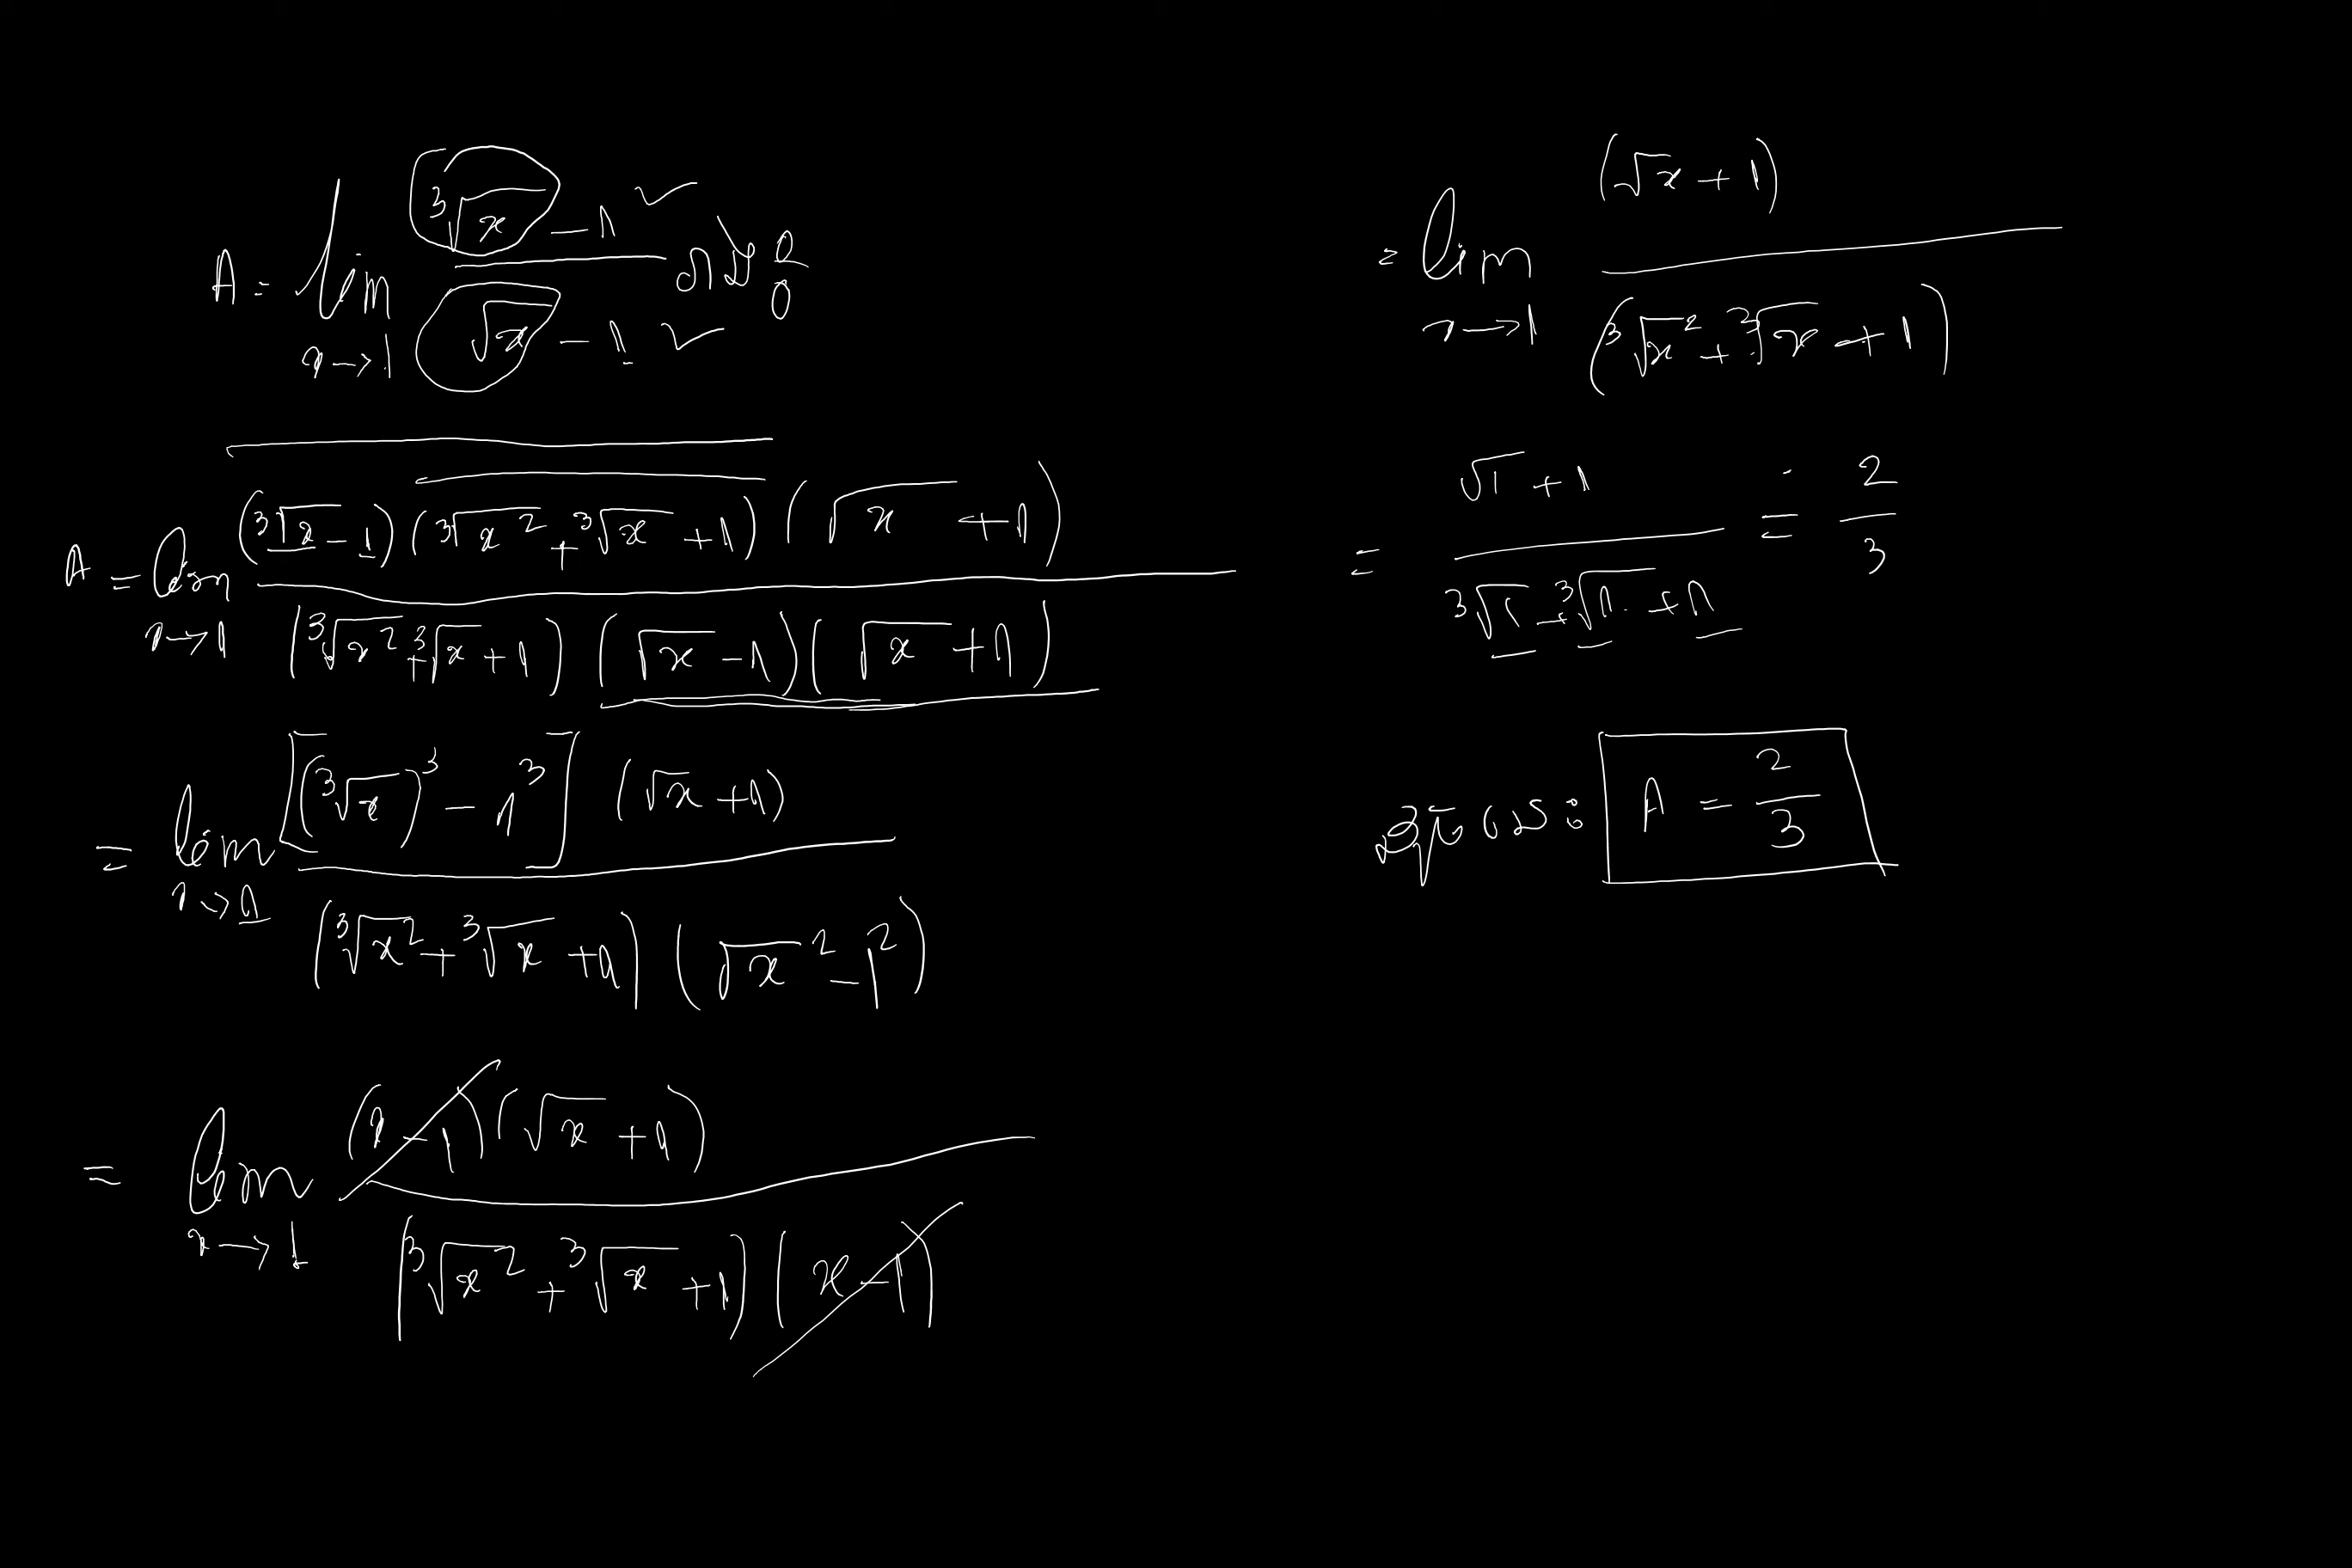 A = lim x→1 (∛x − 1)/(√x − 1) 0/0
A = lim x→1 (∛x − 1)(∛x² + ∛x + 1)(√x + 1) / (∛x² + ∛x + 1)(√x − 1)(√x + 1)
= lim x→1 [(∛x)³ − 1³](√x + 1) / (∛x² + ∛x + 1)(√x² − 1²)
= lim x→1 (x − 1)(√x + 1) / (∛x² + ∛x + 1)(x − 1)
= lim x→1 (√x + 1) / (∛x² + ∛x + 1)
= (√1 + 1) / (∛1 + ∛1 + 1) = 2/3
A = 2/3